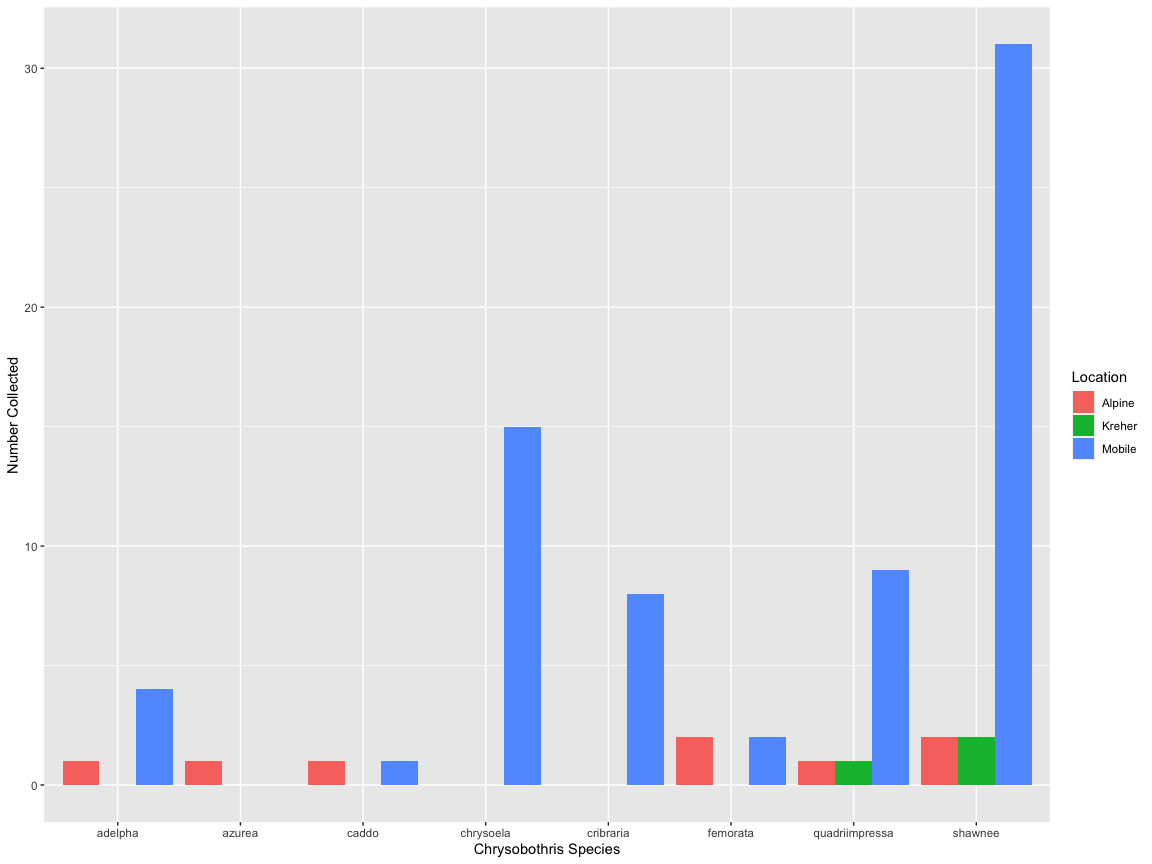 30
20
10
0
Number Collected
adelpha azurea caddo chrysoela cribraria femorata quadriimpressa shawnee
Chrysobothris Species
Location
Alpine
Kreher
Mobile